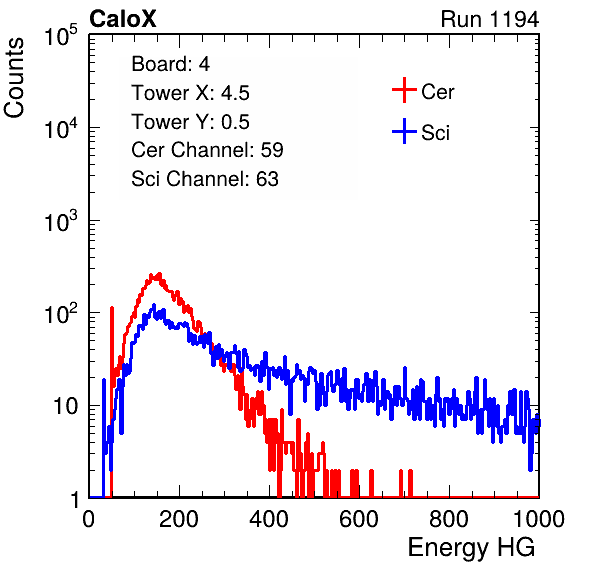 CaloX Run 1194
Counts
10^5
10^4
10^3
10^2
10
1
Board: 4
Tower X: 4.5
Tower Y: 0.5
Cer Channel: 59
Sci Channel: 63
Cer
Sci
0 200 400 600 800 1000
Energy HG